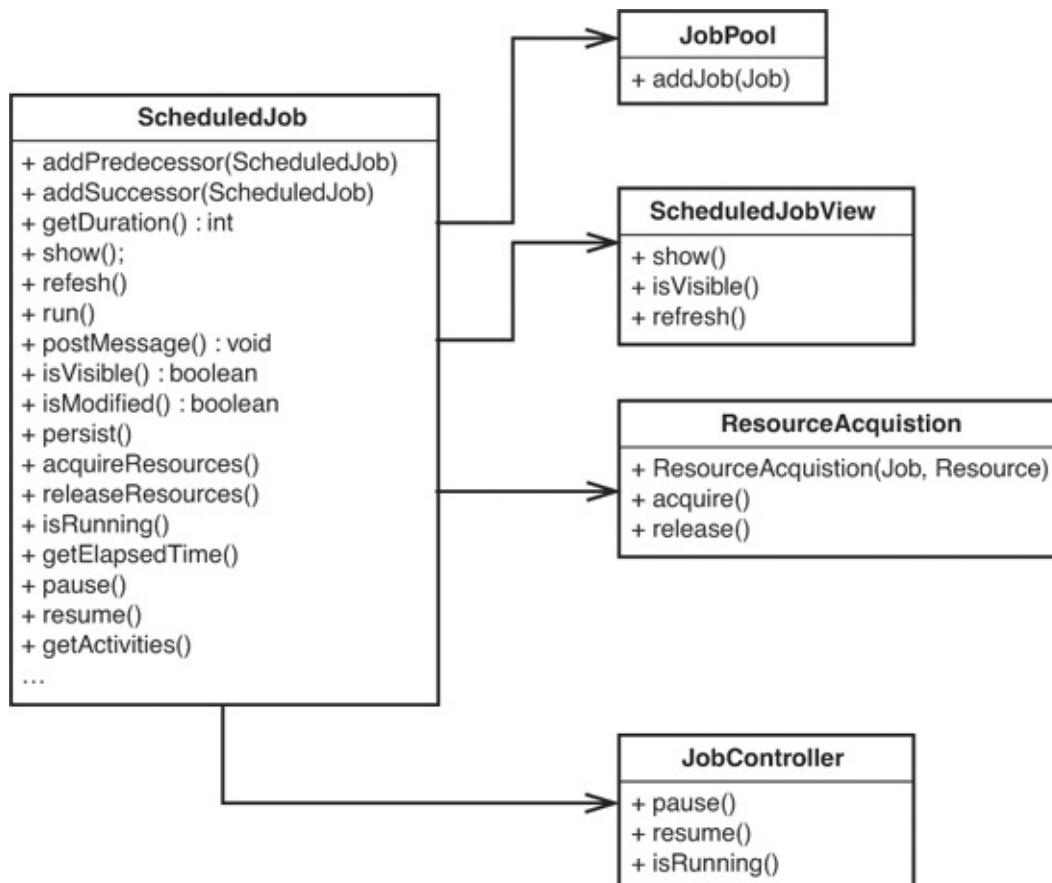 JobPool
+ addJob(Job)
ScheduledJob
+ addPredecessor(ScheduledJob)
+ addSuccessor(ScheduledJob)
+ getDuration() : int
+ show();
+ refesh()
+ run()
+ postMessage() : void
+ isVisible() : boolean
+ isModified() : boolean
+ persist()
+ acquireResources()
+ releaseResources()
+ isRunning()
+ getElapsedTime()
+ pause()
+ resume()
+ getActivities()
...
ScheduledJobView
+ show()
+ isVisible()
+ refresh()
ResourceAcquistion
+ ResourceAcquistion(Job, Resource)
+ acquire()
+ release()
JobController
+ pause()
+ resume()
+ isRunning()